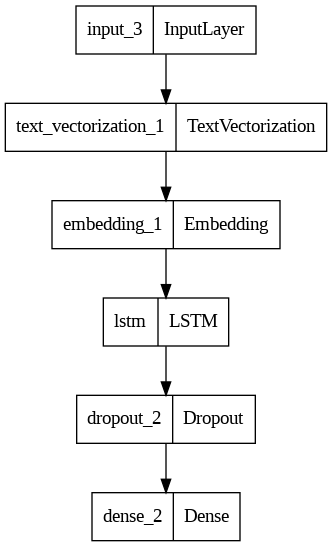 input_3 InputLayer
text_vectorization_1 TextVectorization
embedding_1 Embedding
lstm LSTM
dropout_2 Dropout
dense_2 Dense